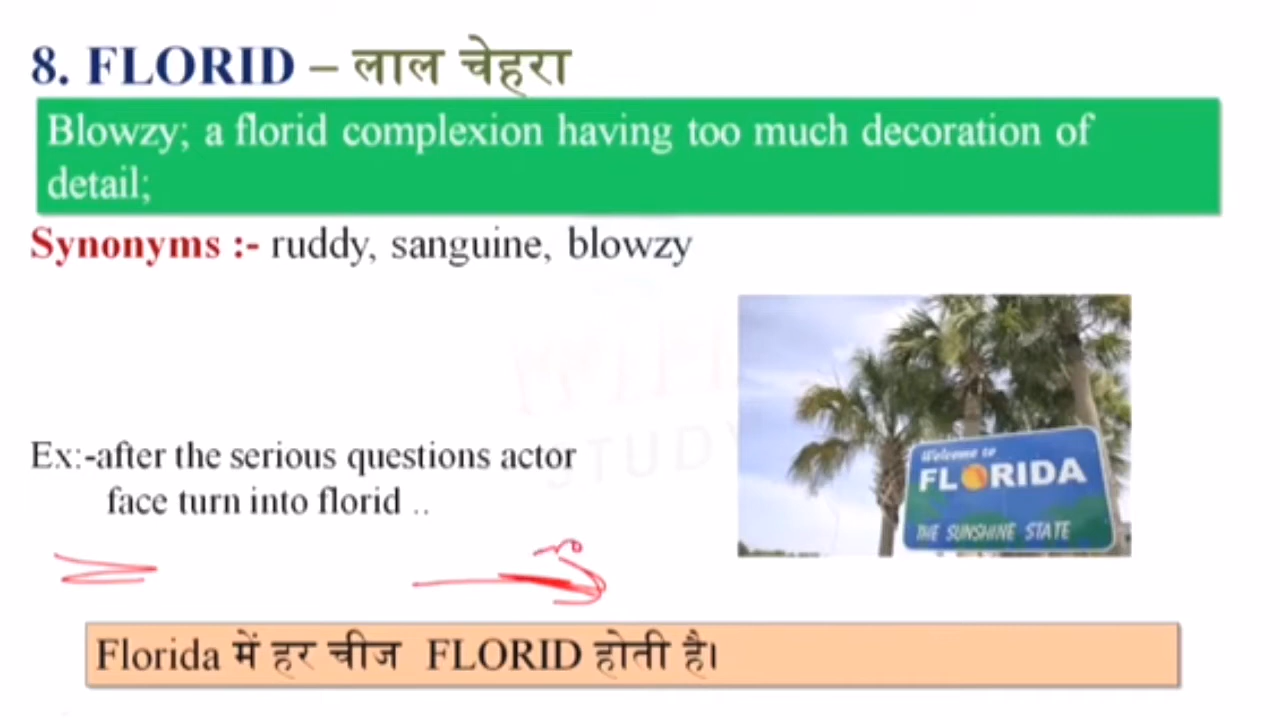 8. FLORID – लाल चेहरा
Blowzy; a florid complexion having too much decoration of
detail;
Synonyms :- ruddy, sanguine, blowzy
Ex:-after the serious questions actor
face turn into florid ..
Welcome to
FLORIDA
THE SUNSHINE STATE
STUDY
Florida में हर चीज FLORID होती है।